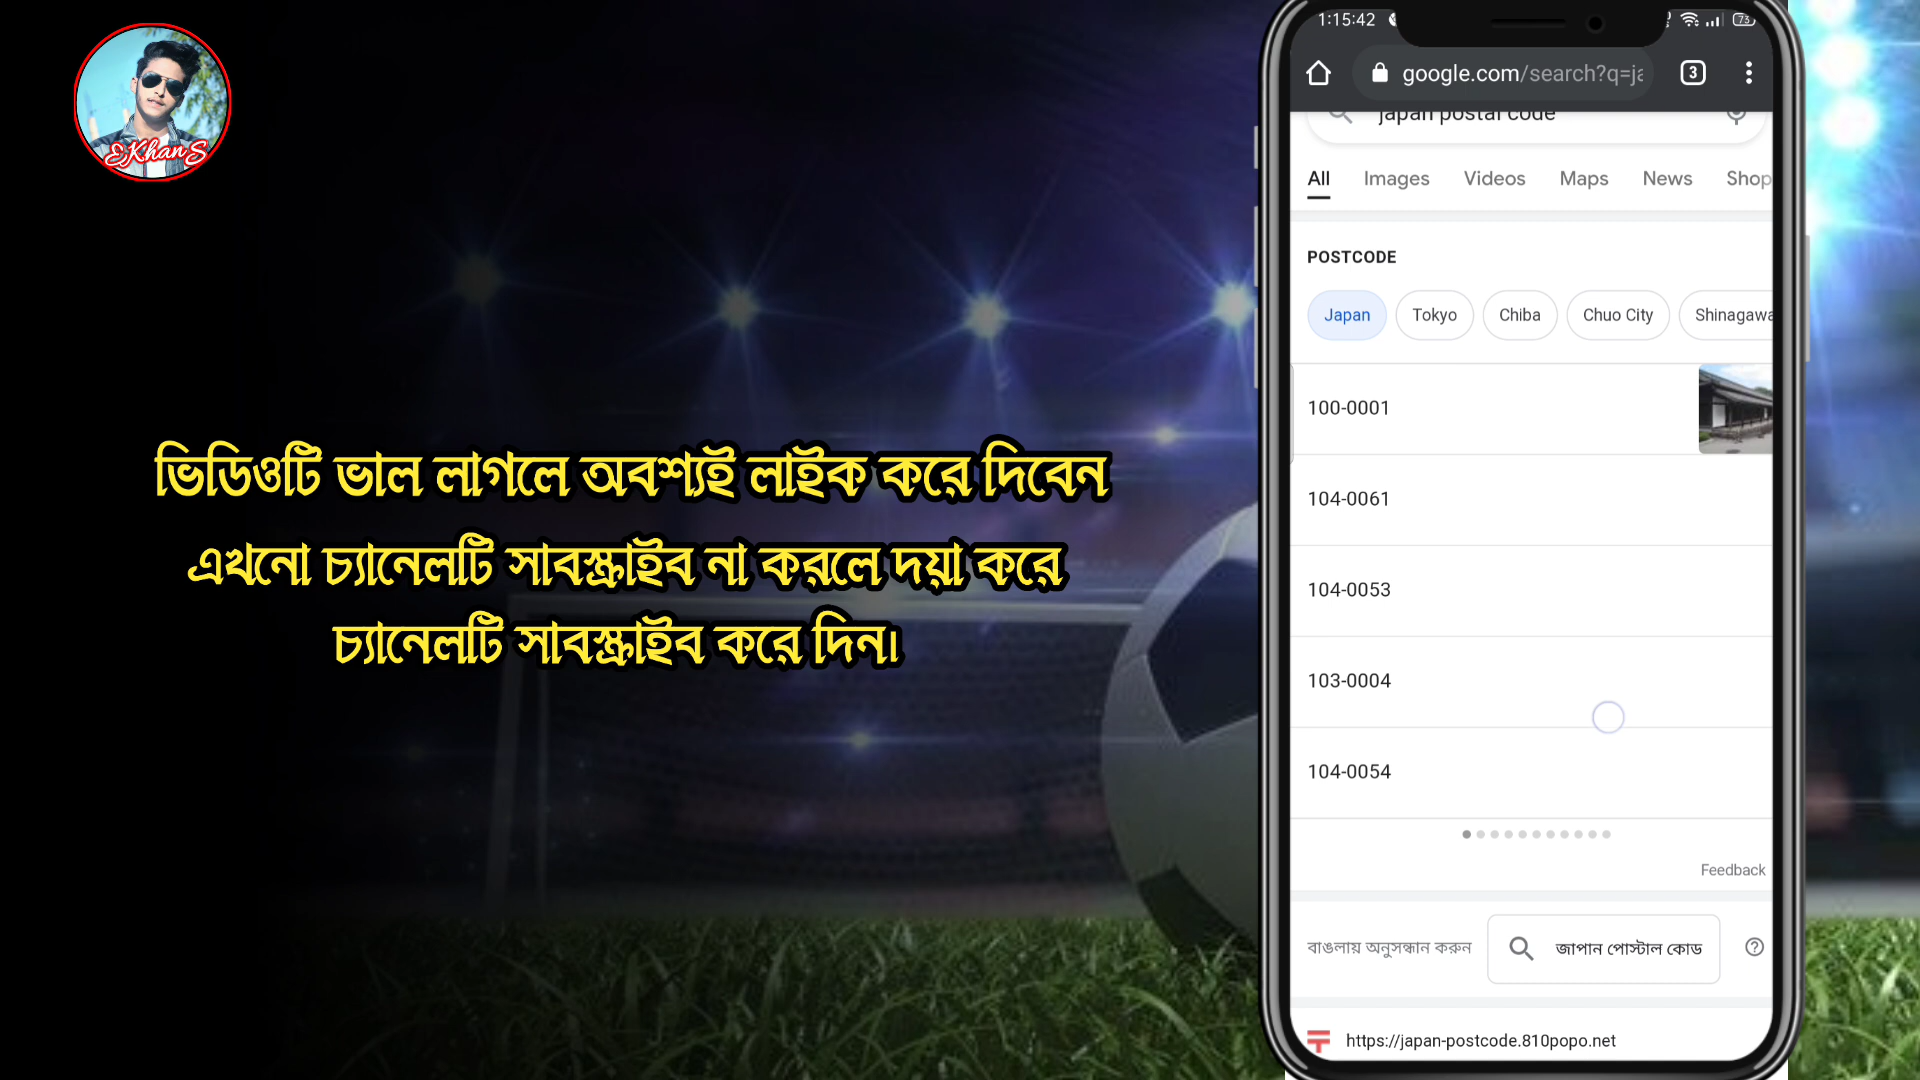 EKhanS
ভিডিওটি ভাল লাগলে অবশ্যই লাইক করে দিবেন
এখনো চ্যানেলটি সাবস্ক্রাইব না করলে দয়া করে
চ্যানেলটি সাবস্ক্রাইব করে দিন।
1:15:42
73
google.com/search?q=ja
3
japan postal code
All Images Videos Maps News Shop
POSTCODE
Japan Tokyo Chiba Chuo City Shinagawa
100-0001
104-0061
104-0053
103-0004
104-0054
Feedback
বাঙলায় অনুসন্ধান করুন জাপান পোস্টাল কোড
https://japan-postcode.810popo.net